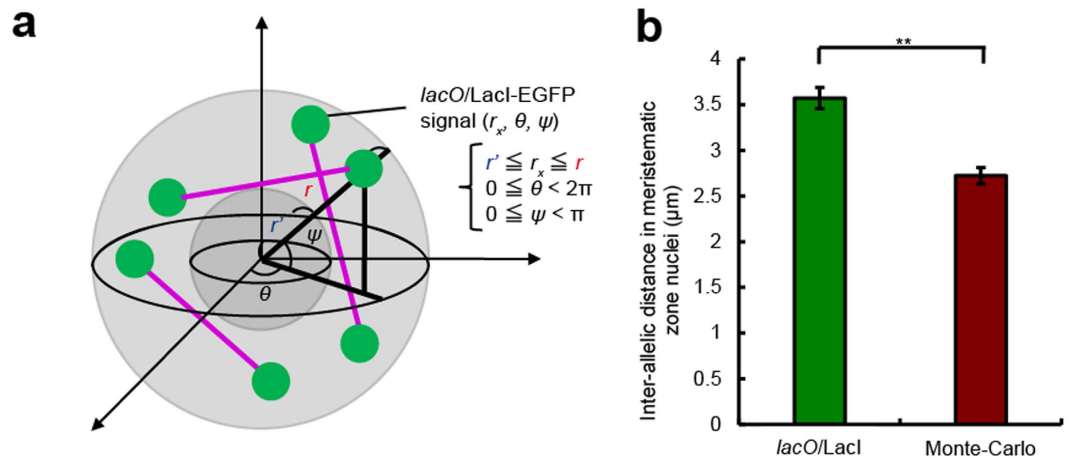 a
lacO/LacI-EGFP
signal (rₓ, θ, ψ)
r' ≦ rₓ ≦ r
0 ≦ θ < 2π
0 ≦ ψ < π
r
r'
ψ
θ
b
Inter-allelic distance in meristematic
zone nuclei (μm)
**
4
3.5
3
2.5
2
1.5
1
0.5
0
lacO/LacI
Monte-Carlo